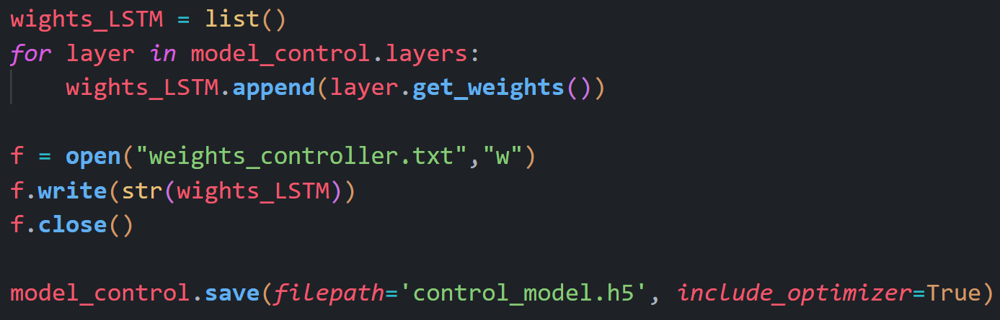 wights_LSTM = list()
for layer in model_control.layers:
    wights_LSTM.append(layer.get_weights())
f = open("weights_controller.txt","w")
f.write(str(wights_LSTM))
f.close()
model_control.save(filepath='control_model.h5', include_optimizer=True)